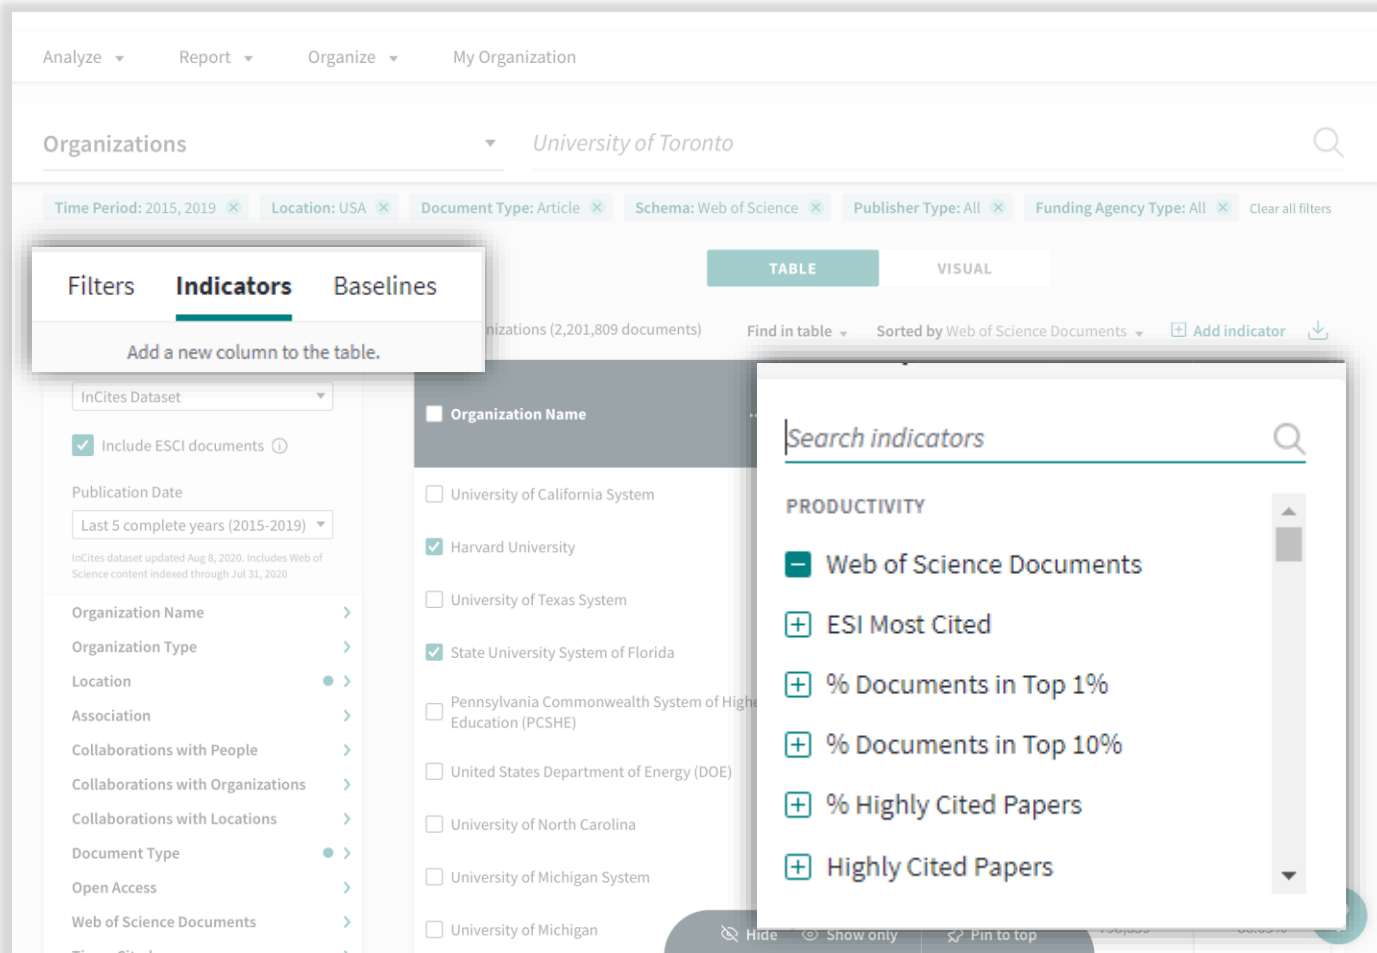 Analyze Report Organize My Organization
Organizations University of Toronto
Time Period: 2015, 2019 Location: USA Document Type: Article Schema: Web of Science Publisher Type: All Funding Agency Type: All Clear all filters
Filters Indicators Baselines
Add a new column to the table.
TABLE VISUAL
(2,201,809 documents) Find in table Sorted by Web of Science Documents Add indicator
InCites Dataset
Include ESCI documents
Publication Date
Last 5 complete years (2015-2019)
InCites dataset updated Aug 8, 2020. Includes Web of
Science content indexed through Jul 31, 2020
Organization Name
Organization Type
Location
Association
Collaborations with People
Collaborations with Organizations
Collaborations with Locations
Document Type
Open Access
Web of Science Documents
Organization Name
University of California System
Harvard University
University of Texas System
State University System of Florida
Pennsylvania Commonwealth System of
Education (PCSHE)
United States Department of Energy (DOE)
University of North Carolina
University of Michigan System
University of Michigan
Search indicators
PRODUCTIVITY
Web of Science Documents
ESI Most Cited
% Documents in Top 1%
% Documents in Top 10%
% Highly Cited Papers
Highly Cited Papers
Hide Show only Pin to top